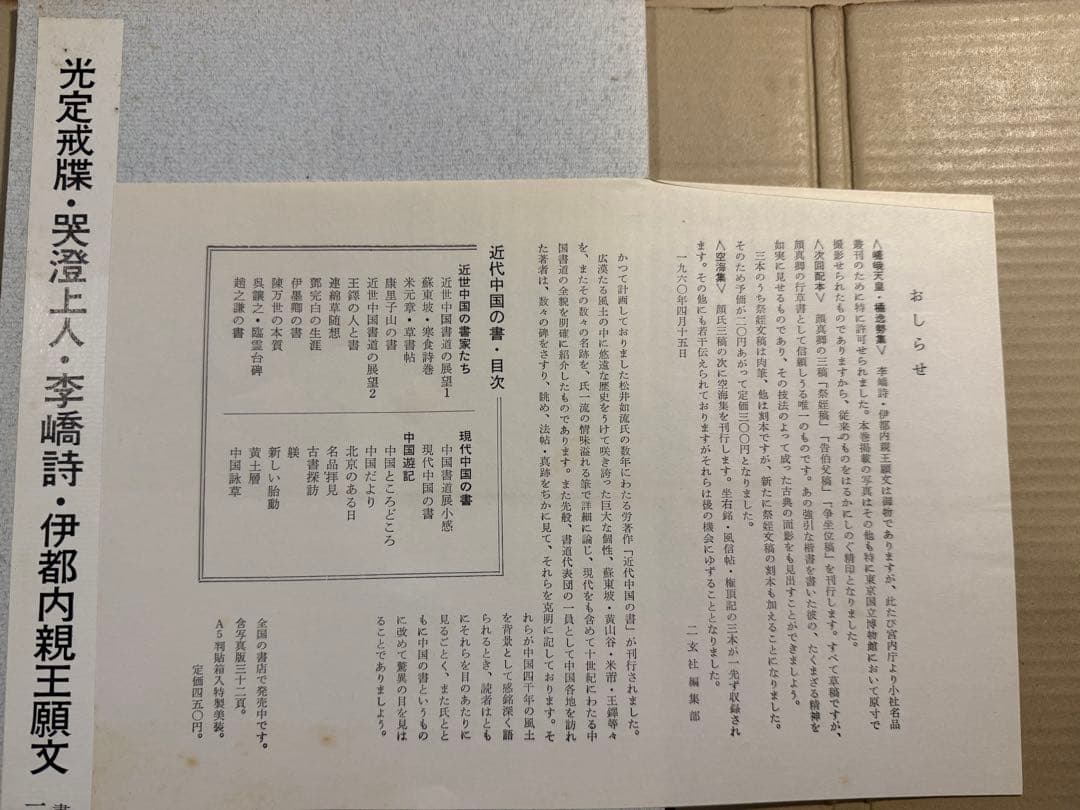 光定戒牒・哭澄上人・李嶠詩・伊都内親王願文
おしらせ
〈嵯峨天皇・橘逸勢集〉 李嶠詩・伊都内親王願文は御物でありますが、此たび宮内庁より小社名品
叢刊のために特に許可せられました。本巻掲載の写真はその他も特に東京国立博物館において原寸で
撮影せられたものでありますから、従来のものをはるかにしのぐ精印となりました。
〈次回配本〉 顔真卿の三稿「祭姪稿」「告伯父稿」「争坐位稿」を刊行します。すべて草稿ですが、
顔真卿の行草書として信頼しうる唯一のものです。あの強引な楷書を書いた彼の、たくまざる精神を
如実に見せるものであり、その技法のよって成った古典の面影をも見出すことができましよう。
三本のうち祭姪文稿は肉筆、他は刻本ですが、新たに祭姪文稿の刻本も加えることになりました。
そのため予価が二〇円あがって定価三〇〇円となりました。
〈空海集〉 顔氏三稿の次に空海集を刊行します。坐右銘・風信帖・灌頂記の三本が一先ず収録され
ます。その他にも若干伝えられておりますがそれらは後の機会にゆずることとなりました。
一九六〇年四月十五日
二玄社編集部
かつて計画しておりました松井如流氏の数年にわたる労著作「近代中国の書」が刊行されました。
広漠たる風土の中に悠遠な歴史をうけて咲き誇った巨大な個性、蘇東坡・黄山谷・米芾・王鐸等々
を、またその数々の名跡を、氏一流の情味溢れる筆で詳細に論じ、現代をも含めて十世紀にわたる中
国書道の全貌を明確に紹介したものであります。また先般、書道代表団の一員として中国各地を訪れ
た著者は、数々の碑をさすり、眺め、法帖・真跡をぢかに見て、それらを克明に記しております。そ
れらが中国四千年の風土
を背景として感銘深く語
られるとき、読者はとも
にそれらを目のあたりに
見るごとく、また氏とと
もに中国の書というもの
に改めて驚異の目を見は
ることでありましよう。
近代中国の書・目次
近世中国の書家たち
近世中国書道の展望1
蘇東坡・寒食詩巻
米元章・草書帖
康里子山の書
近世中国書道の展望2
王鐸の人と書
連綿草随想
鄧完白の生涯
伊墨卿の書
陳万世の本質
呉譲之・臨霊台碑
趙之謙の書
現代中国の書
中国書道展小感
現代中国の書
中国遊記
中国ところどころ
中国だより
北京のある日
名品拝見
古書探訪
躾
新しい胎動
黄土層
中国詠草
全国の書店で発売中です。
含写真版三十二頁。
A5判貼箱入特製美装。
定価四五〇円。